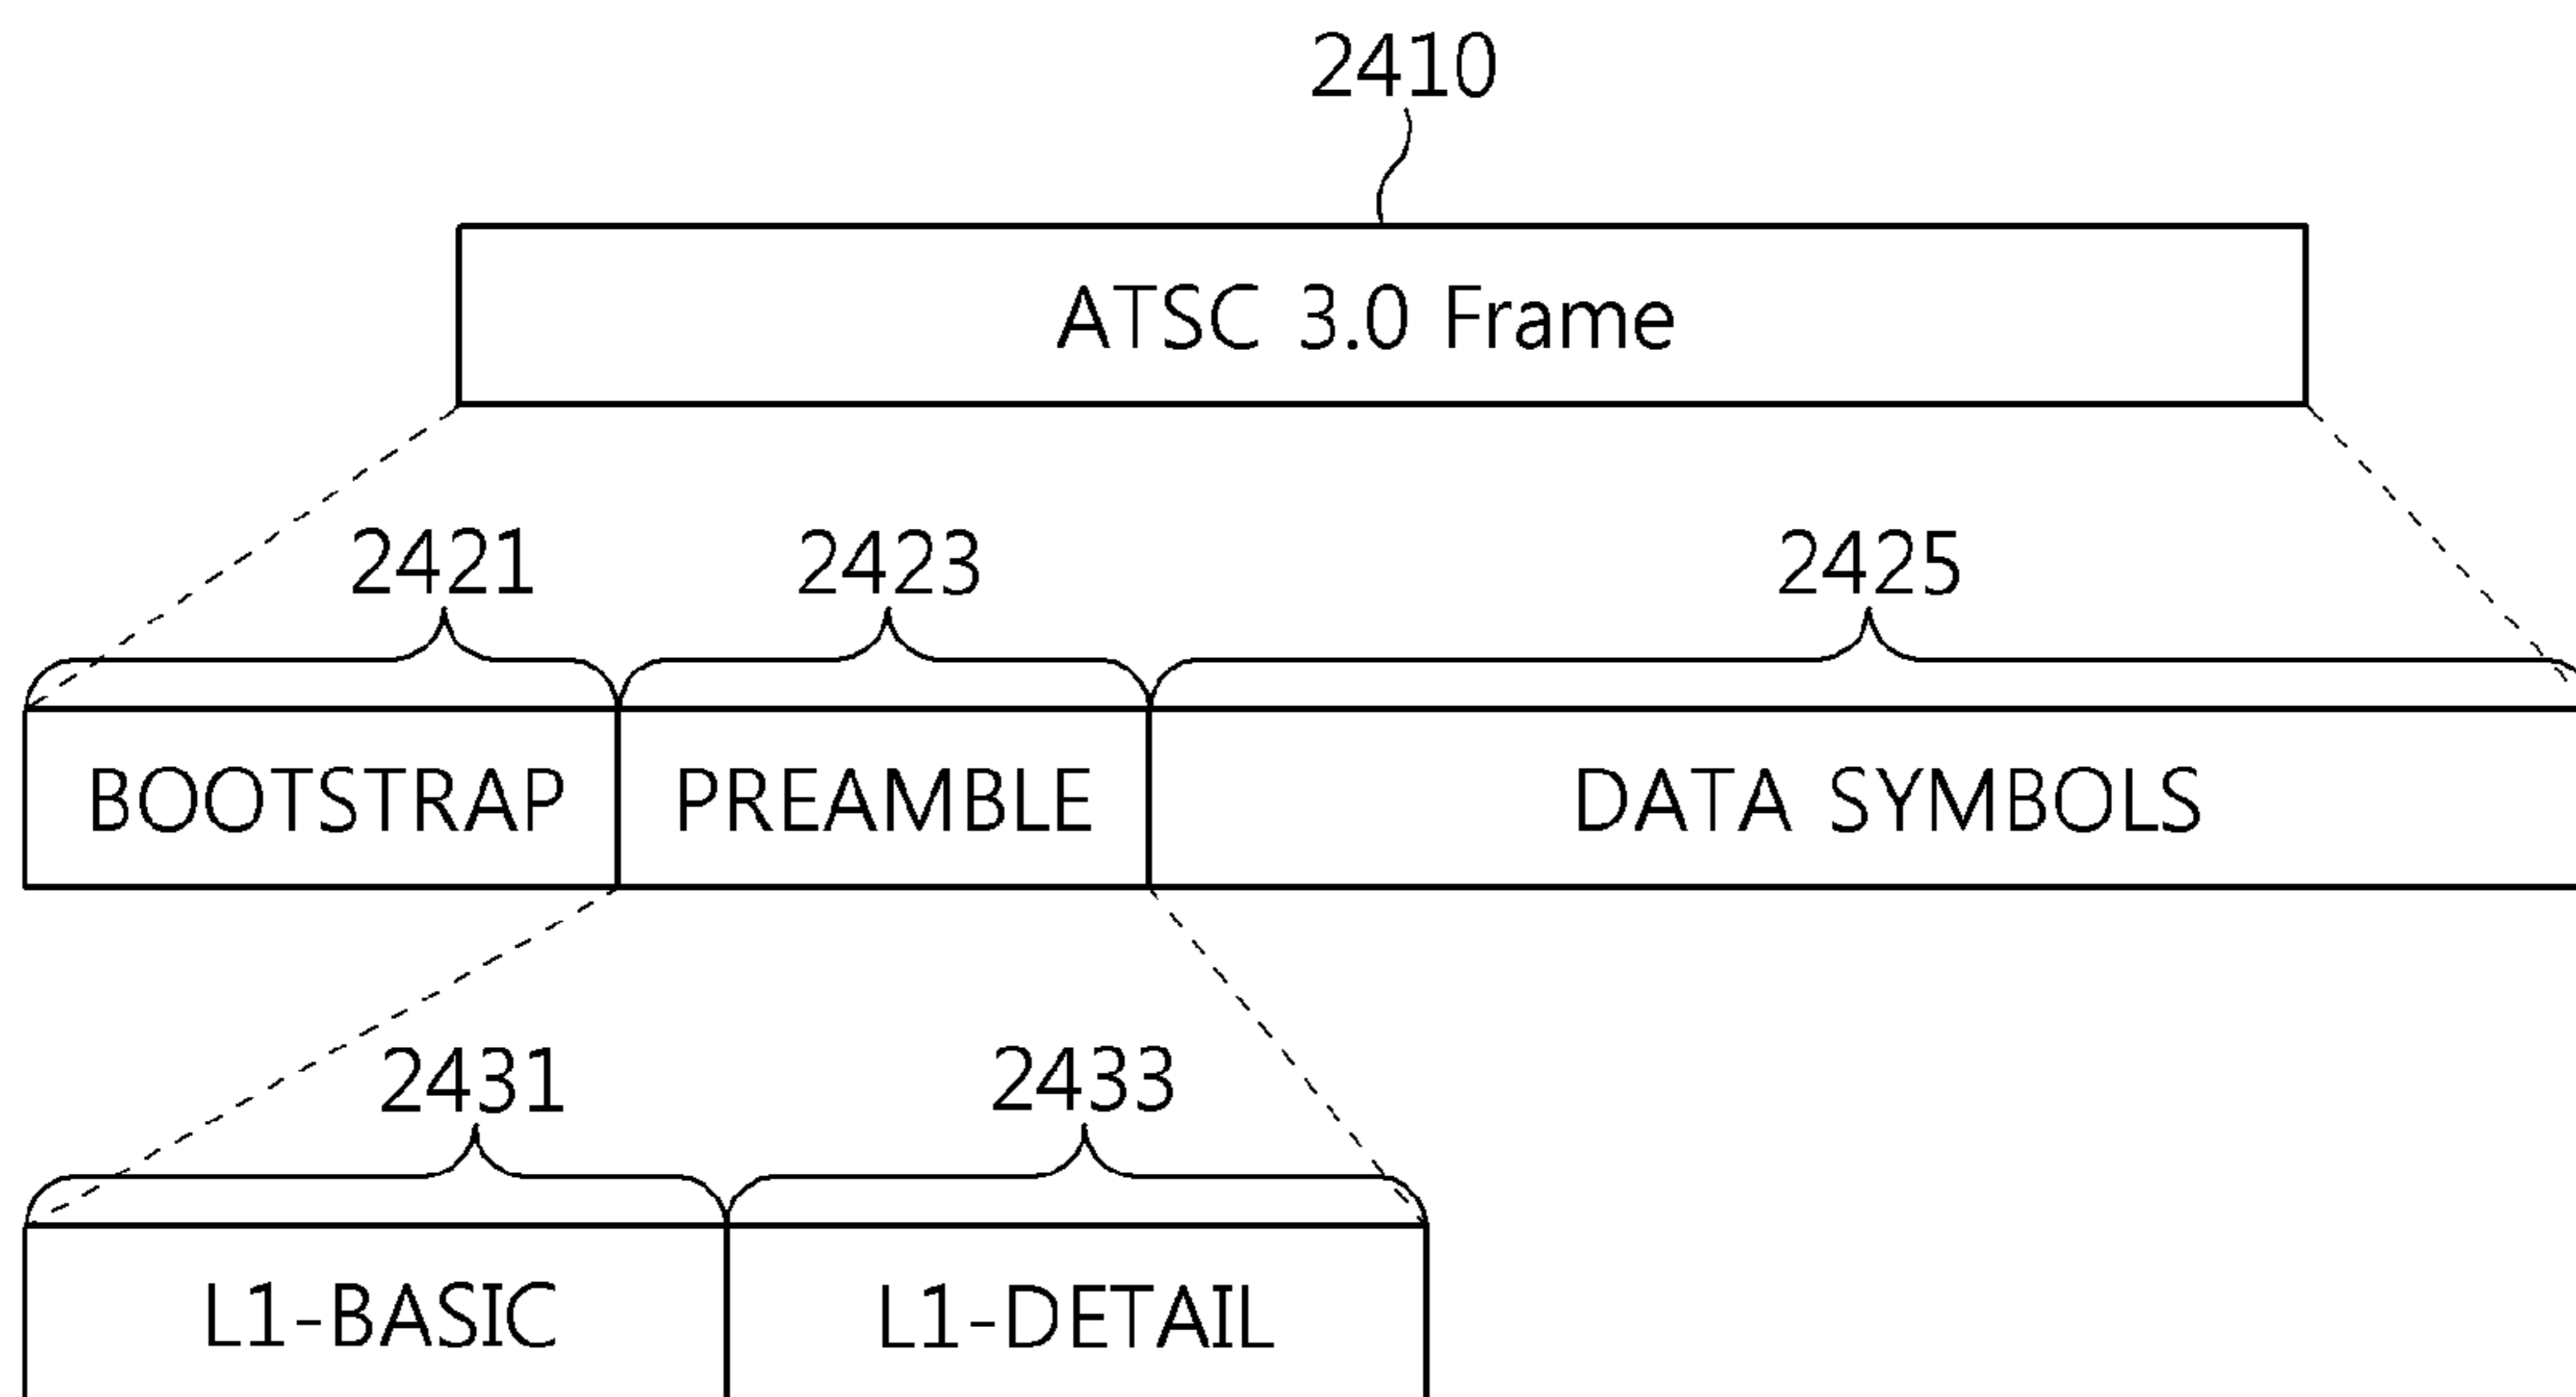 2410
ATSC 3.0 Frame
2421 2423 2425
BOOTSTRAP PREAMBLE DATA SYMBOLS
2431 2433
L1-BASIC L1-DETAIL